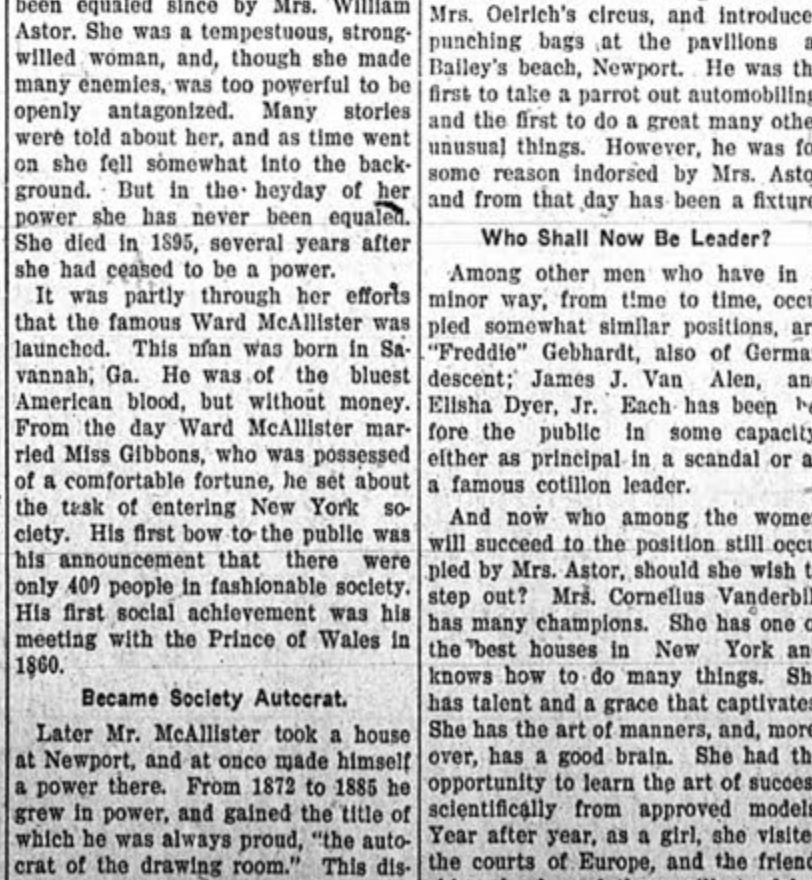 been equaled since by Mrs. William
Astor. She was a tempestuous, strong-
willed woman, and, though she made
many enemies, was too powerful to be
openly antagonized. Many stories
were told about her, and as time went
on she fell somewhat into the back-
ground. But in the heyday of her
power she has never been equaled.
She died in 1895, several years after
she had ceased to be a power.
It was partly through her efforts
that the famous Ward McAllister was
launched. This man was born in Sa-
vannah, Ga. He was of the bluest
American blood, but without money.
From the day Ward McAllister mar-
ried Miss Gibbons, who was possessed
of a comfortable fortune, he set about
the task of entering New York so-
ciety. His first bow to the public was
his announcement that there were
only 400 people in fashionable society.
His first social achievement was his
meeting with the Prince of Wales in
1860.
Became Society Autocrat.
Later Mr. McAllister took a house
at Newport, and at once made himself
a power there. From 1872 to 1885 he
grew in power, and gained the title of
which he was always proud, "the auto-
crat of the drawing room." This dis-
Mrs. Oelrich's circus, and introduce
punching bags at the pavilions a
Bailey's beach, Newport. He was th
first to take a parrot out automobilin
and the first to do a great many othe
unusual things. However, he was fo
some reason indorsed by Mrs. Asto
and from that day has been a fixture
Who Shall Now Be Leader?
Among other men who have in
minor way, from time to time, occu
pied somewhat similar positions, ar
"Freddie" Gebhardt, also of Germa
descent; James J. Van Alen, an
Elisha Dyer, Jr. Each has been be
fore the public in some capacity
either as principal in a scandal or a
a famous cotillon leader.
And now who among the wome
will succeed to the position still occu
pied by Mrs. Astor, should she wish t
step out? Mrs. Cornelius Vanderbil
has many champions. She has one o
the best houses in New York an
knows how to do many things. Sh
has talent and a grace that captivates
She has the art of manners, and, more
over, has a good brain. She had th
opportunity to learn the art of succes
scientifically from approved models
Year after year, as a girl, she visite
the courts of Europe, and the friend